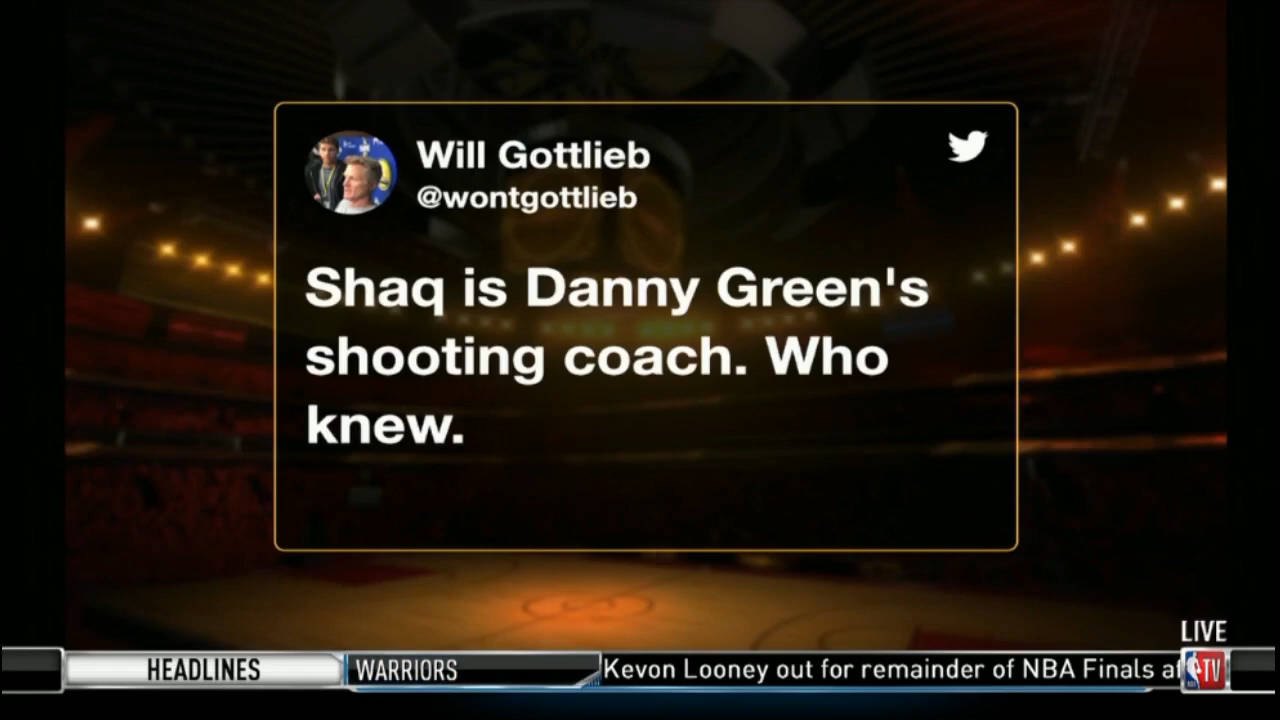 Will Gottlieb
@wontgottlieb
Shaq is Danny Green's
shooting coach. Who
knew.
LIVE
HEADLINES WARRIORS Kevon Looney out for remainder of NBA Finals af TV